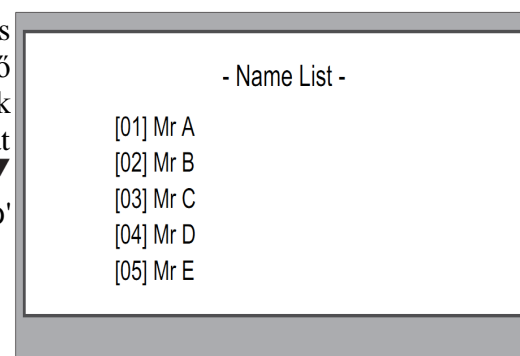 - Name List -
[01] Mr A
[02] Mr B
[03] Mr C
[04] Mr D
[05] Mr E